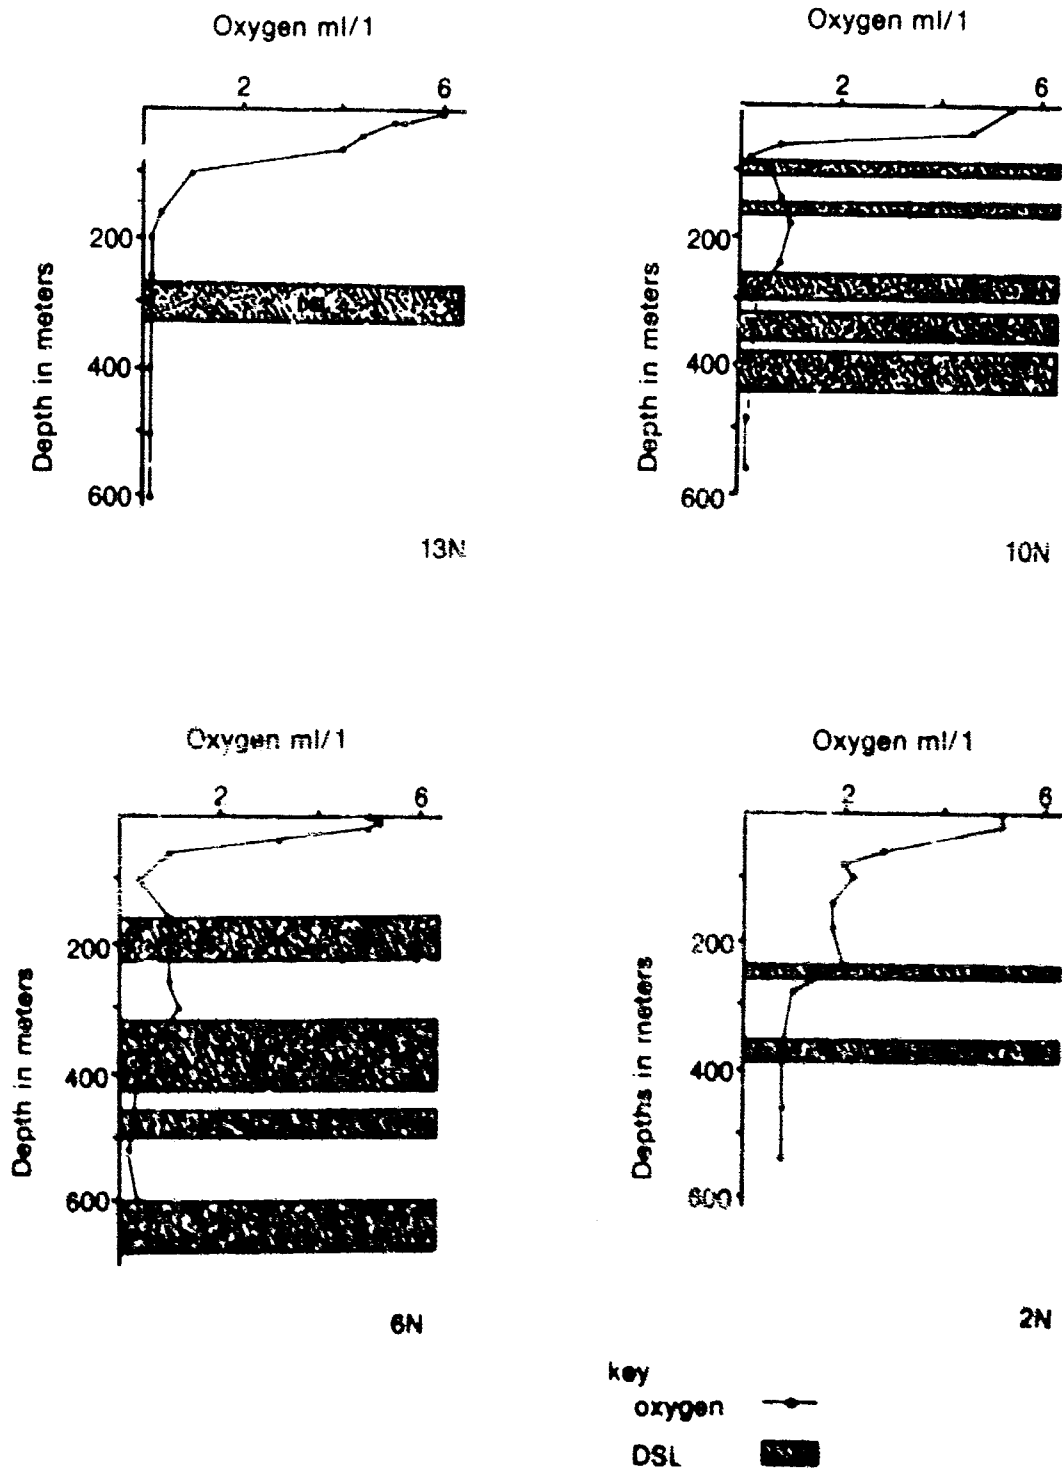 Oxygen ml/1
2 6
200
400
600
Depth in meters
13N
Oxygen ml/1
2 6
200
400
600
Depth in meters
10N
Oxygen ml/1
2 6
200
400
600
Depth in meters
6N
Oxygen ml/1
2 6
200
400
600
Depths in meters
2N
key
oxygen
DSL